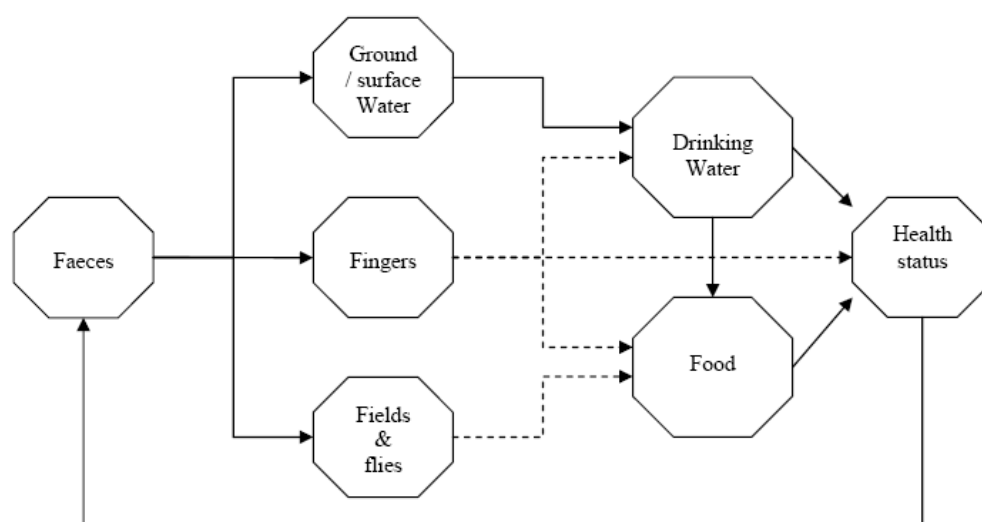 Ground
/ surface
Water
Drinking
Water
Faeces
Fingers
Health
status
Food
Fields
&
flies